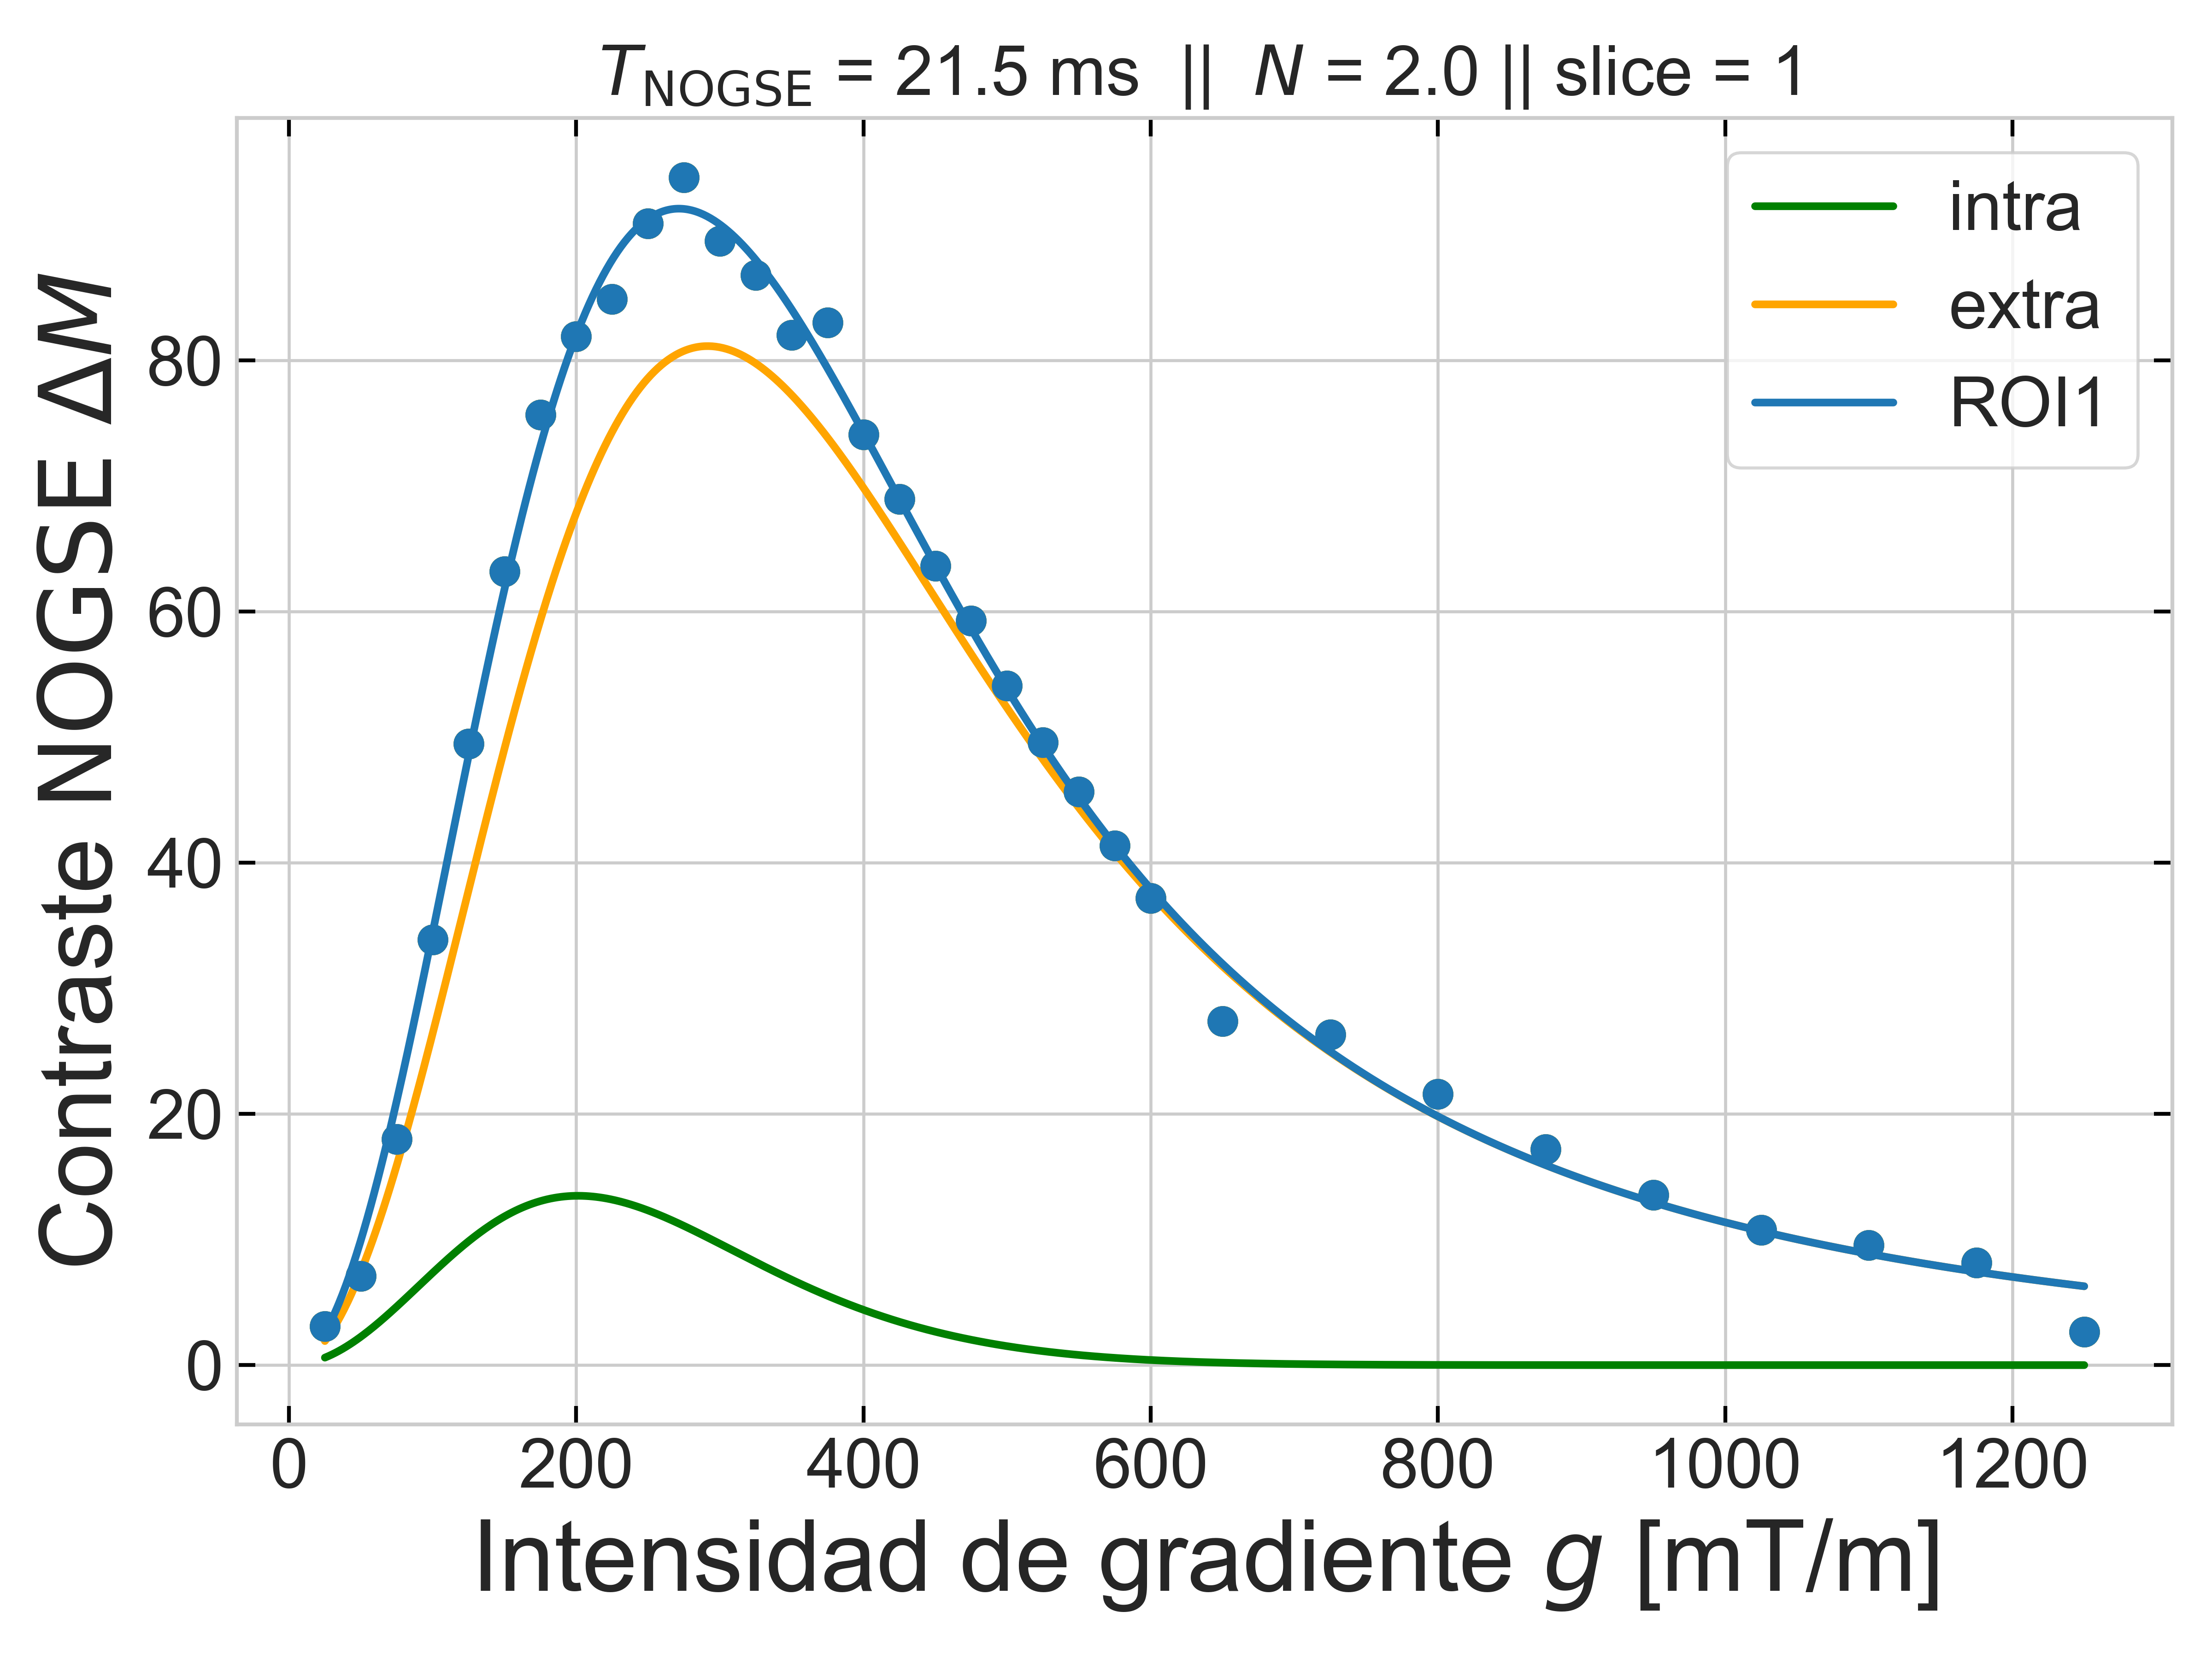 T_NOGSE = 21.5 ms || N = 2.0 || slice = 1
intra
extra
ROI1
Contraste NOGSE ΔM
80
60
40
20
0
0 200 400 600 800 1000 1200
Intensidad de gradiente g [mT/m]